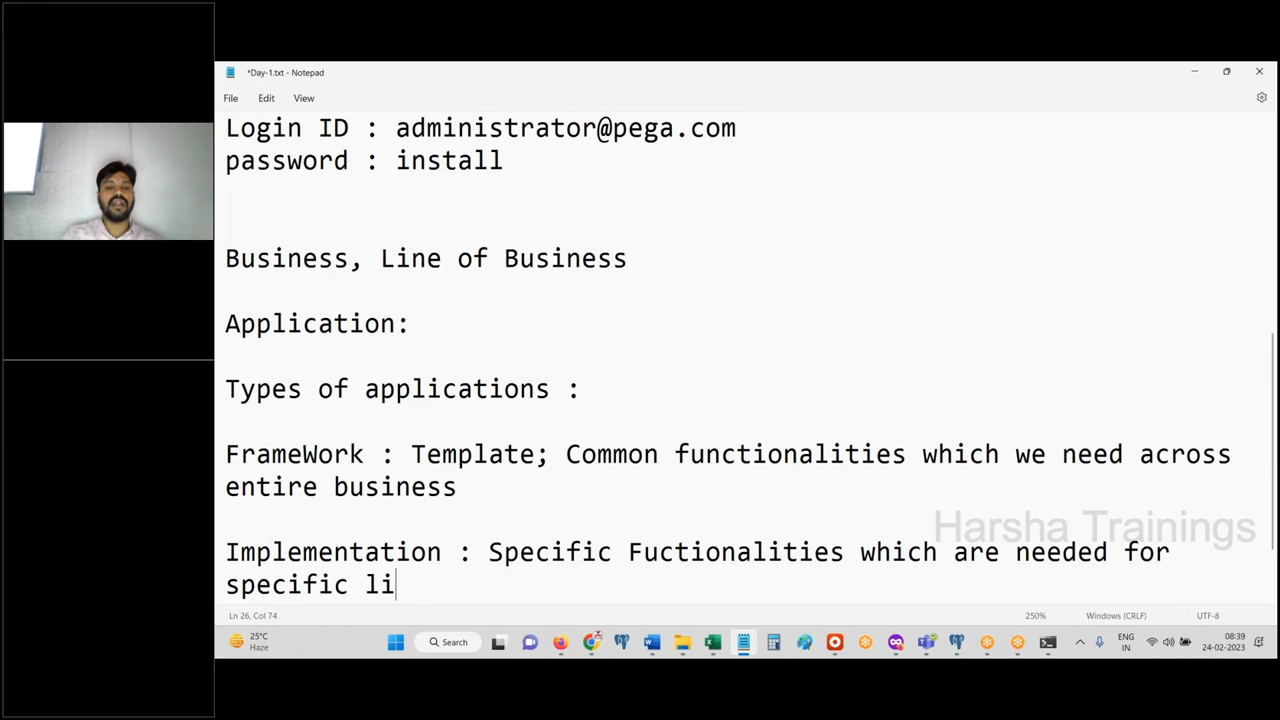 *Day-1.txt - Notepad
File Edit View
Login ID : administrator@pega.com
password : install
Business, Line of Business
Application:
Types of applications :
FrameWork : Template; Common functionalities which we need across
entire business
Harsha Trainings
Implementation : Specific Fuctionalities which are needed for
specific li
Ln 26, Col 74 250% Windows (CRLF) UTF-8
25°C
Haze
Search
ENG
IN
08:39
24-02-2023